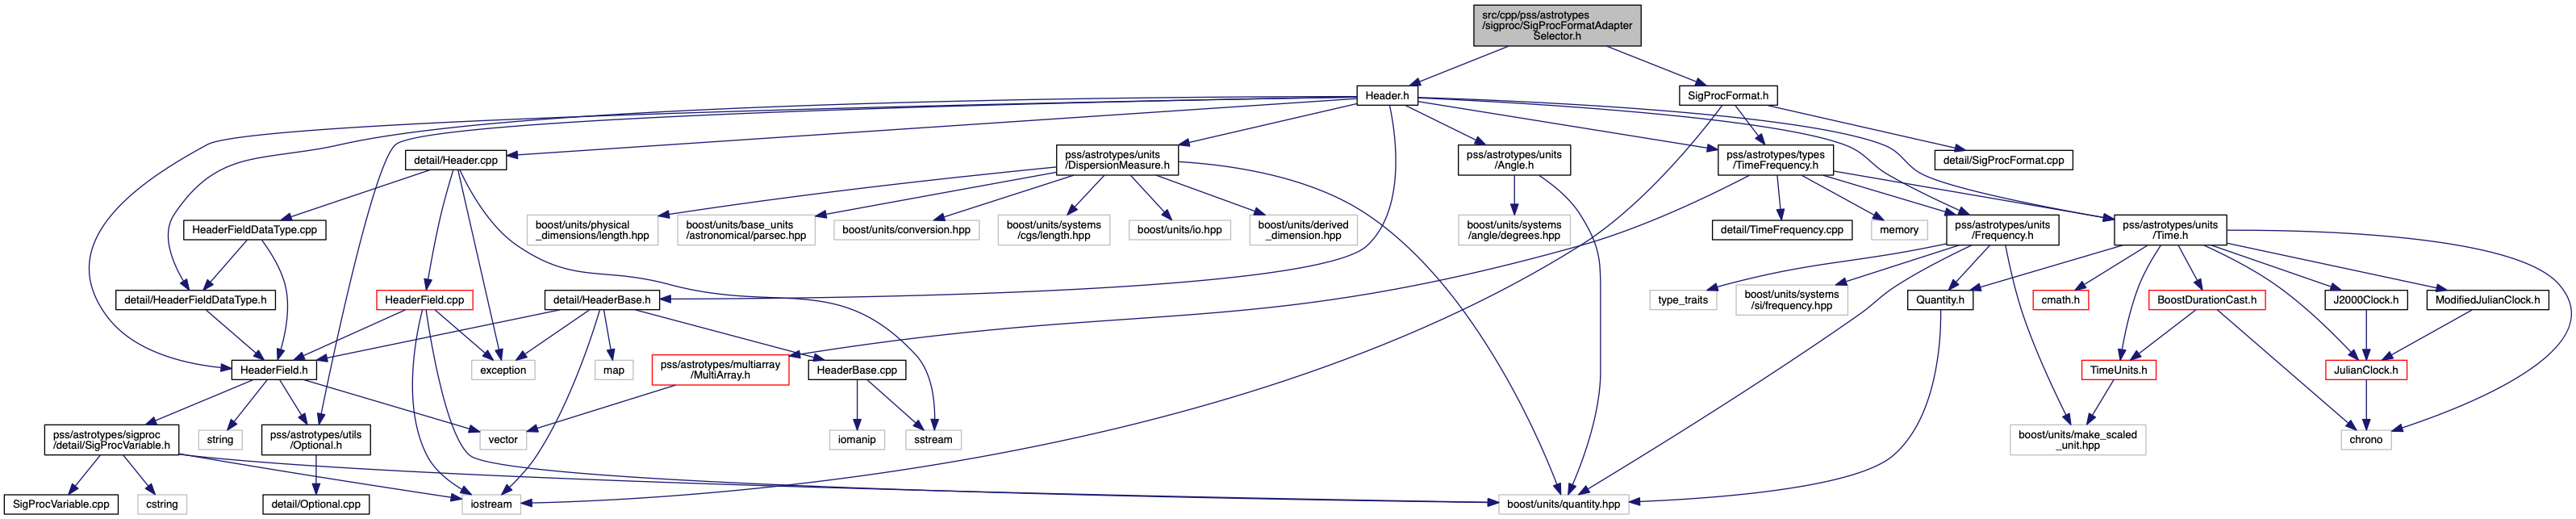 src/cpp/pss/astrotypes
/sigproc/SigProcFormatAdapter
Selector.h
Header.h
SigProcFormat.h
detail/Header.cpp
pss/astrotypes/units
/DispersionMeasure.h
pss/astrotypes/units
/Angle.h
pss/astrotypes/types
/TimeFrequency.h
detail/SigProcFormat.cpp
HeaderFieldDataType.cpp
boost/units/physical
_dimensions/length.hpp
boost/units/base_units
/astronomical/parsec.hpp
boost/units/conversion.hpp
boost/units/systems
/cgs/length.hpp
boost/units/io.hpp
boost/units/derived
_dimension.hpp
boost/units/systems
/angle/degrees.hpp
detail/TimeFrequency.cpp
memory
pss/astrotypes/units
/Frequency.h
pss/astrotypes/units
/Time.h
detail/HeaderFieldDataType.h
HeaderField.cpp
detail/HeaderBase.h
type_traits
boost/units/systems
/si/frequency.hpp
Quantity.h
cmath.h
BoostDurationCast.h
J2000Clock.h
ModifiedJulianClock.h
HeaderField.h
exception
map
pss/astrotypes/multiarray
/MultiArray.h
HeaderBase.cpp
TimeUnits.h
JulianClock.h
pss/astrotypes/sigproc
/detail/SigProcVariable.h
string
pss/astrotypes/utils
/Optional.h
vector
iomanip
sstream
boost/units/make_scaled
_unit.hpp
chrono
SigProcVariable.cpp
cstring
detail/Optional.cpp
iostream
boost/units/quantity.hpp